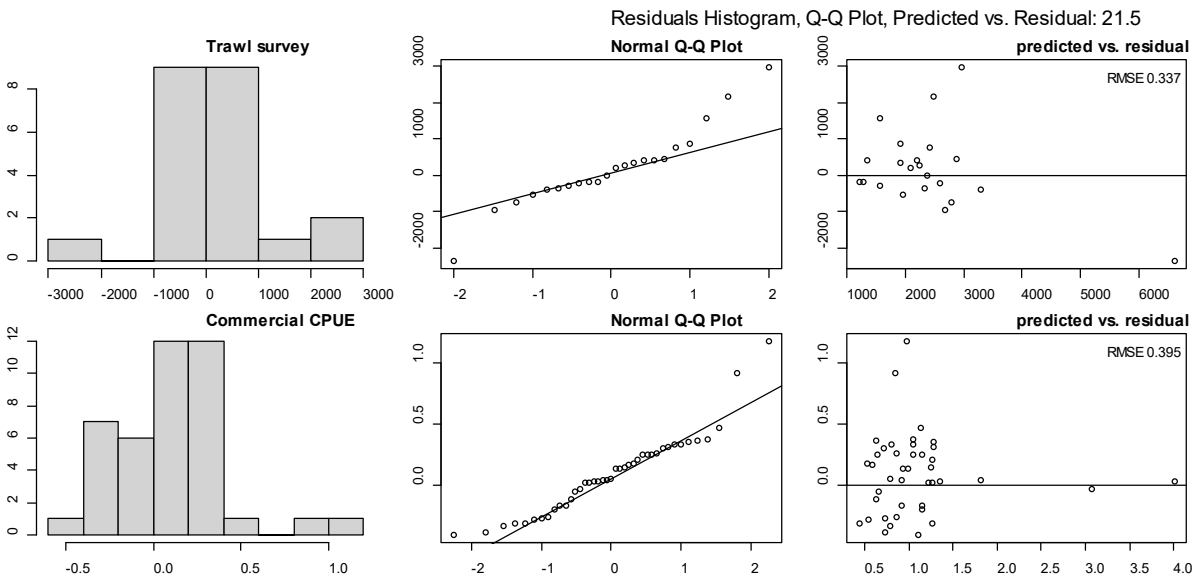 Residuals Histogram, Q-Q Plot, Predicted vs. Residual: 21.5
Trawl survey
0 2 4 6 8
-3000 -2000 -1000 0 1000 2000 3000
Normal Q-Q Plot
-2000 0 1000 3000
-2 -1 0 1 2
predicted vs. residual
RMSE 0.337
-2000 0 1000 3000
1000 2000 3000 4000 5000 6000
Commercial CPUE
0 2 4 6 8 10 12
-0.5 0.0 0.5 1.0
Normal Q-Q Plot
0.0 0.5 1.0
-2 -1 0 1 2
predicted vs. residual
RMSE 0.395
0.0 0.5 1.0
0.5 1.0 1.5 2.0 2.5 3.0 3.5 4.0